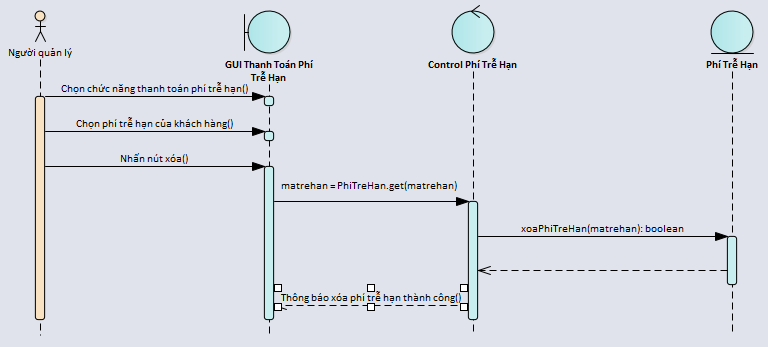 Người quản lý
GUI Thanh Toán Phí
Trễ Hạn
Control Phí Trễ Hạn
Phí Trễ Hạn
Chọn chức năng thanh toán phí trễ hạn()
Chọn phí trễ hạn của khách hàng()
Nhấn nút xóa()
matrehan = PhiTreHan.get(matrehan)
xoaPhiTreHan(matrehan): boolean
Thông báo xóa phí trễ hạn thành công()